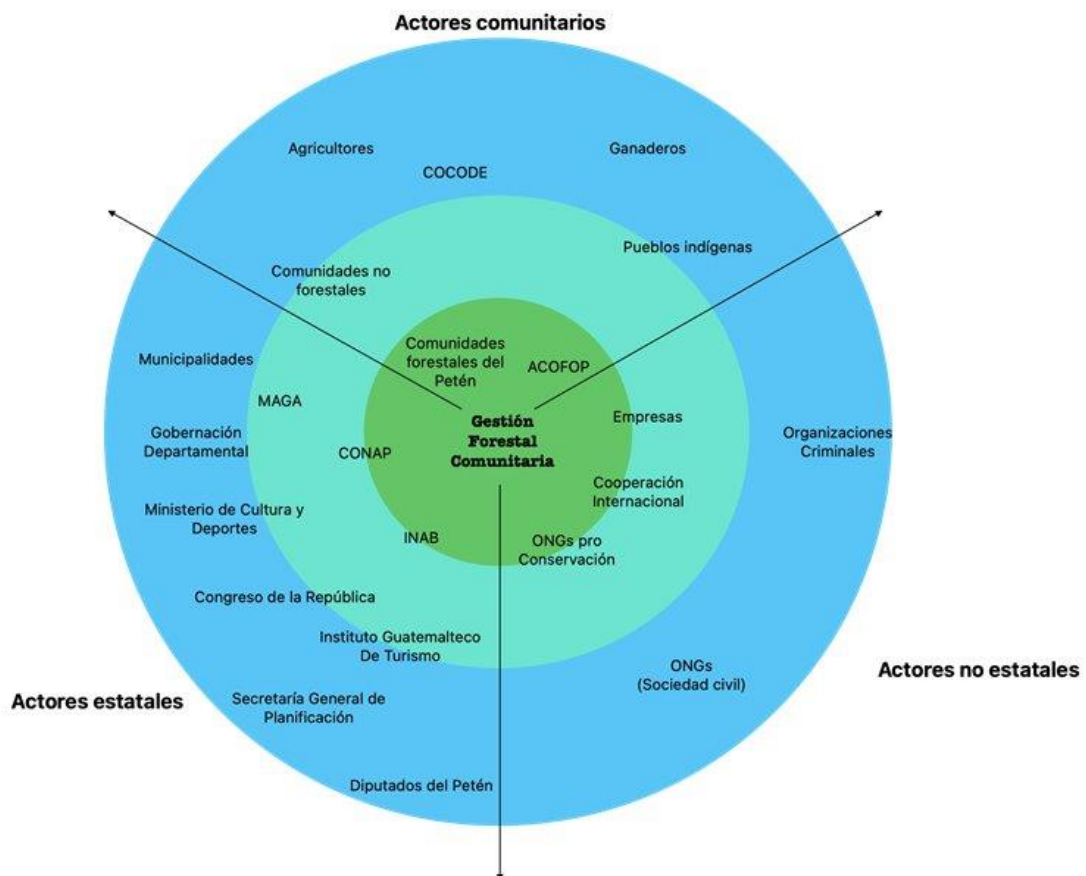 Actores comunitarios
Agricultores
Ganaderos
COCODE
Pueblos indígenas
Comunidades no
forestales
Comunidades
forestales del
Petén
ACOFOP
Municipalidades
MAGA
Empresas
Gestión
Forestal
Comunitaria
Gobernación
Departamental
CONAP
Organizaciones
Criminales
Cooperación
Internacional
Ministerio de Cultura y
Deportes
INAB
ONGs pro
Conservación
Congreso de la República
Instituto Guatemalteco
De Turismo
ONGs
(Sociedad civil)
Actores no estatales
Actores estatales
Secretaría General de
Planificación
Diputados del Petén